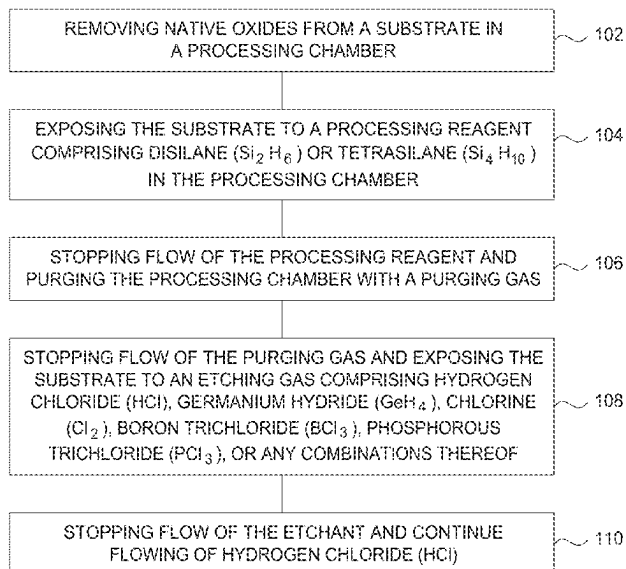 REMOVING NATIVE OXIDES FROM A SUBSTRATE IN
A PROCESSING CHAMBER
102
EXPOSING THE SUBSTRATE TO A PROCESSING REAGENT
COMPRISING DISILANE (Si2 H6) OR TETRASILANE (Si4 H10)
IN THE PROCESSING CHAMBER
104
STOPPING FLOW OF THE PROCESSING REAGENT AND
PURGING THE PROCESSING CHAMBER WITH A PURGING GAS
106
STOPPING FLOW OF THE PURGING GAS AND EXPOSING THE
SUBSTRATE TO AN ETCHING GAS COMPRISING HYDROGEN
CHLORIDE (HCl), GERMANIUM HYDRIDE (GeH4), CHLORINE
(Cl2), BORON TRICHLORIDE (BCl3), PHOSPHOROUS
TRICHLORIDE (PCl3), OR ANY COMBINATIONS THEREOF
108
STOPPING FLOW OF THE ETCHANT AND CONTINUE
FLOWING OF HYDROGEN CHLORIDE (HCl)
110